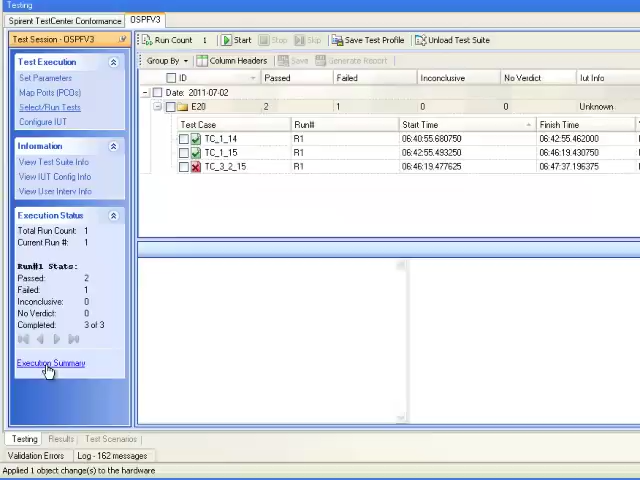 Testing
Spirent TestCenter Conformance
OSPFV3
Test Session - OSPFV3
Run Count 1
Start
Stop
Skip
Save Test Profile
Unload Test Suite
Group By
Column Headers
Save
Generate Report
Test Execution
Set Parameters
Map Ports (PCOs)
Select/Run Tests
Configure IUT
Information
View Test Suite Info
View IUT Config Info
View User Interv Info
Execution Status
Total Run Count: 1
Current Run #: 1
Run#1 Stats:
Passed: 2
Failed: 1
Inconclusive: 0
No Verdict: 0
Completed: 3 of 3
Execution Summary
ID Passed Failed Inconclusive No Verdict Iut Info
Date: 2011-07-02
E20 2 1 0 0 Unknown
Test Case Run# Start Time Finish Time
TC_1_14 R1 06:40:55.680750 06:42:55.462000
TC_1_15 R1 06:42:55.493250 06:46:19.430750
TC_3_2_15 R1 06:46:19.477625 06:47:37.196375
Testing Results Test Scenarios
Validation Errors Log - 162 messages
Applied 1 object change(s) to the hardware